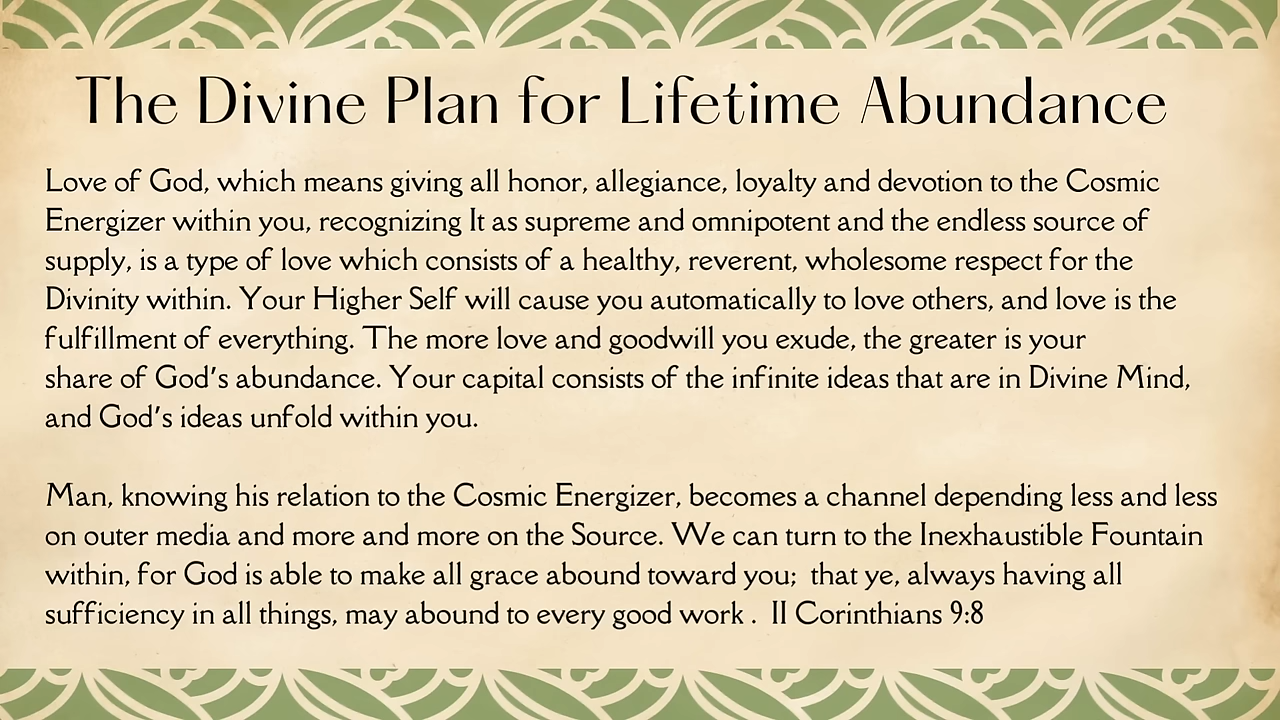 The Divine Plan for Lifetime Abundance
Love of God, which means giving all honor, allegiance, loyalty and devotion to the Cosmic
Energizer within you, recognizing It as supreme and omnipotent and the endless source of
supply, is a type of love which consists of a healthy, reverent, wholesome respect for the
Divinity within. Your Higher Self will cause you automatically to love others, and love is the
fulfillment of everything. The more love and goodwill you exude, the greater is your
share of God's abundance. Your capital consists of the infinite ideas that are in Divine Mind,
and God's ideas unfold within you.
Man, knowing his relation to the Cosmic Energizer, becomes a channel depending less and less
on outer media and more and more on the Source. We can turn to the Inexhaustible Fountain
within, for God is able to make all grace abound toward you;  that ye, always having all
sufficiency in all things, may abound to every good work .  II Corinthians 9:8